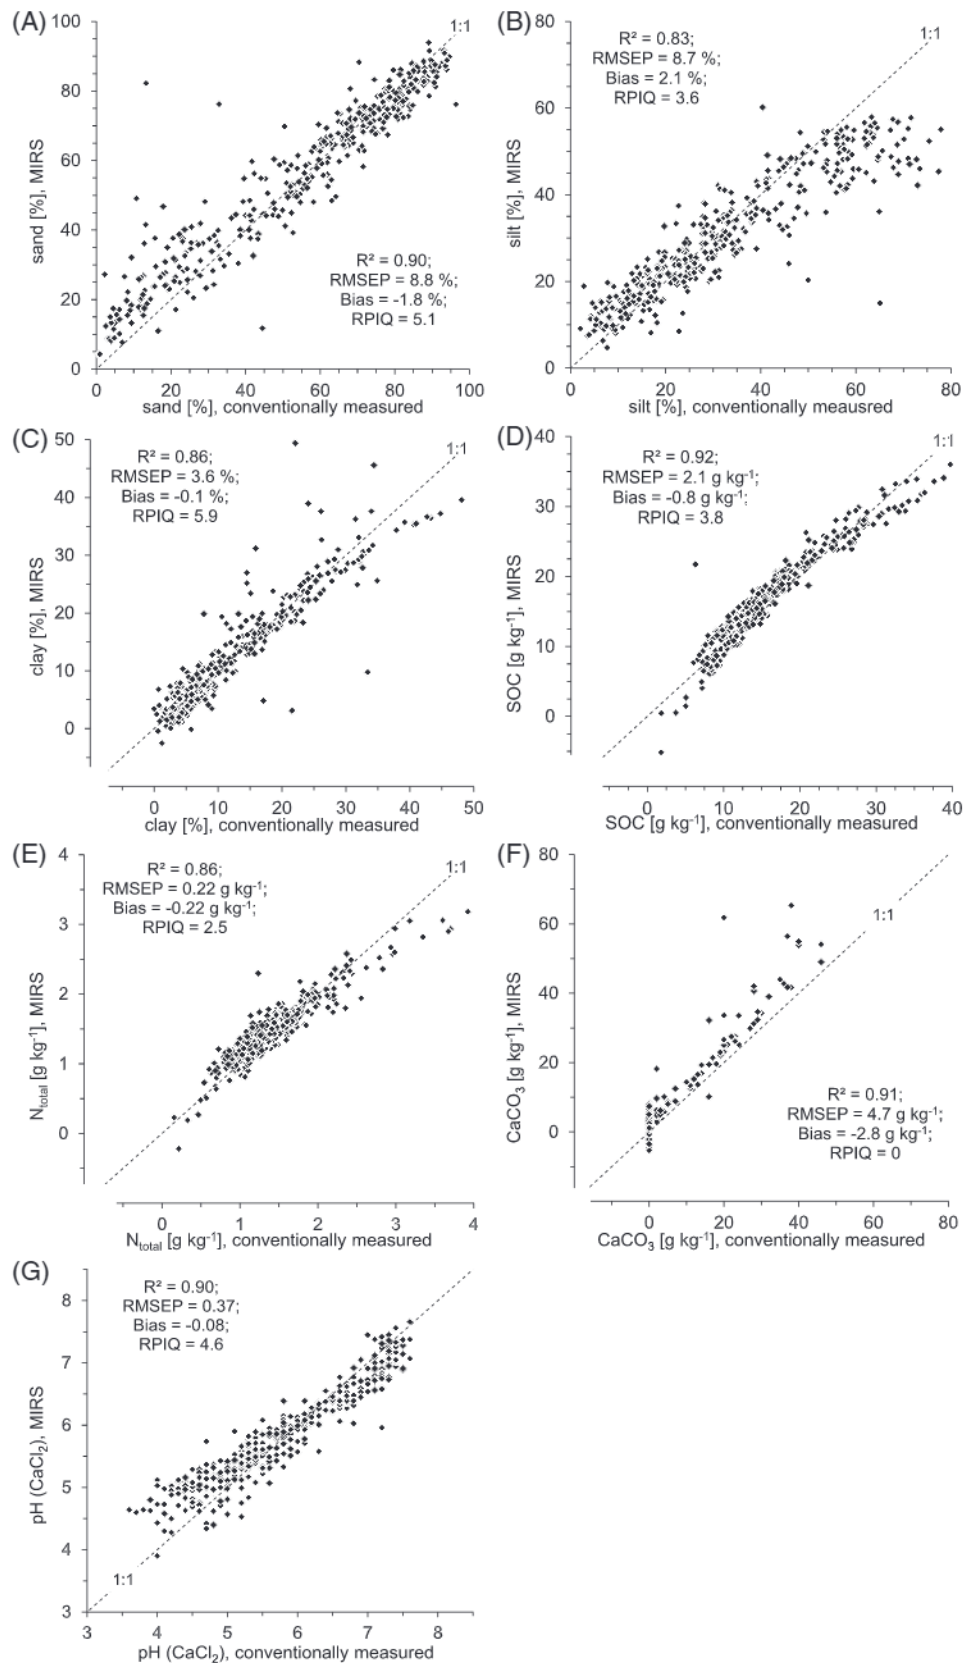 (A)
100
80
60
40
20
0
sand [%], MIRS
1:1
R² = 0.90;
RMSEP = 8.8 %;
Bias = -1.8 %;
RPIQ = 5.1
0 20 40 60 80 100
sand [%], conventionally measured
(B)
80
60
40
20
0
silt [%], MIRS
1:1
R² = 0.83;
RMSEP = 8.7 %;
Bias = 2.1 %;
RPIQ = 3.6
0 20 40 60 80
silt [%], conventionally meausred
(C)
50
40
30
20
10
0
clay [%], MIRS
1:1
R² = 0.86;
RMSEP = 3.6 %;
Bias = -0.1 %;
RPIQ = 5.9
0 10 20 30 40 50
clay [%], conventionally measured
(D)
40
30
20
10
0
SOC [g kg⁻¹], MIRS
1:1
R² = 0.92;
RMSEP = 2.1 g kg⁻¹;
Bias = -0.8 g kg⁻¹;
RPIQ = 3.8
0 10 20 30 40
SOC [g kg⁻¹], conventionally measured
(E)
4
3
2
1
0
Ntotal [g kg⁻¹], MIRS
1:1
R² = 0.86;
RMSEP = 0.22 g kg⁻¹;
Bias = -0.22 g kg⁻¹;
RPIQ = 2.5
0 1 2 3 4
Ntotal [g kg⁻¹], conventionally measured
(F)
80
60
40
20
0
CaCO₃ [g kg⁻¹], MIRS
1:1
R² = 0.91;
RMSEP = 4.7 g kg⁻¹;
Bias = -2.8 g kg⁻¹;
RPIQ = 0
0 20 40 60 80
CaCO₃ [g kg⁻¹], conventionally measured
(G)
8
7
6
5
4
3
pH (CaCl₂), MIRS
R² = 0.90;
RMSEP = 0.37;
Bias = -0.08;
RPIQ = 4.6
1:1
3 4 5 6 7 8
pH (CaCl₂), conventionally measured